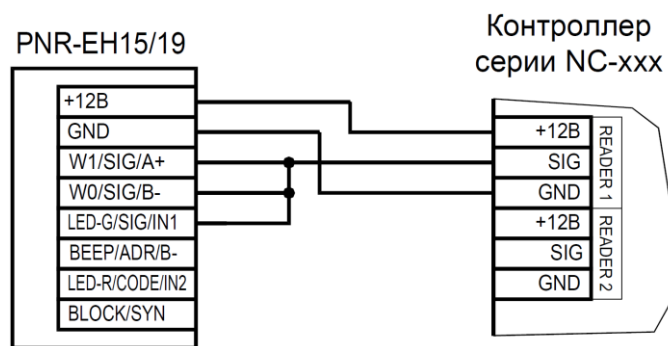 PNR-EH15/19
+12В
GND
W1/SIG/A+
W0/SIG/B-
LED-G/SIG/IN1
BEEP/ADR/B-
LED-R/CODE/IN2
BLOCK/SYN
Контроллер
серии NC-xxx
+12В
SIG
GND
READER 1
+12В
SIG
GND
READER 2